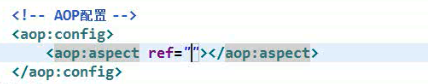 <!-- AOP配置 -->
<aop:config>
<aop:aspect ref=""></aop:aspect>
</aop:config>